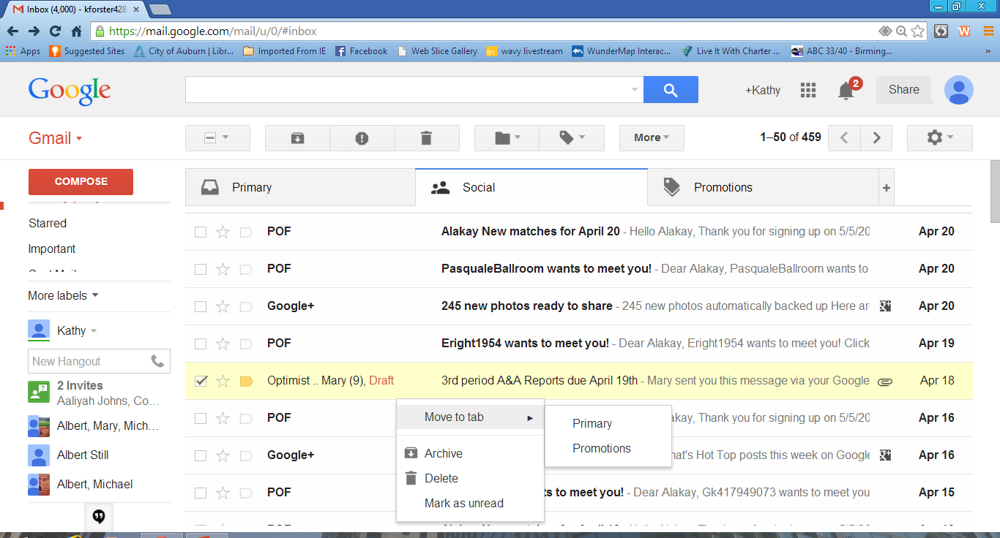 Inbox (4,000) - kforster428
https://mail.google.com/mail/u/0/#inbox
Apps Suggested Sites City of Auburn | Libr... Imported From IE Facebook Web Slice Gallery in wavy livestream WunderMap Interac... Live It With Charter ... abc ABC 33/40 - Birming... »
Google +Kathy 2 Share
Gmail More 1–50 of 459
COMPOSE
Primary Social Promotions +
Starred
Important
More labels
Kathy
New Hangout
2 Invites
Aaliyah Johns, Co…
Albert, Mary, Mich…
Albert Still
Albert, Michael
POF Alakay New matches for April 20 - Hello Alakay, Thank you for signing up on 5/5/20 Apr 20
POF PasqualeBallroom wants to meet you! - Dear Alakay, PasqualeBallroom wants to Apr 20
Google+ 245 new photos ready to share - 245 new photos automatically backed up Here are Apr 20
POF Eright1954 wants to meet you! - Dear Alakay, Eright1954 wants to meet you! Click Apr 19
Optimist .. Mary (9), Draft 3rd period A&A Reports due April 19th - Mary sent you this message via your Google Apr 18
POF akay, Thank you for signing up on 5/5/20 Apr 16
Google+ at's Hot Top posts this week on Google Apr 16
POF ts to meet you! - Dear Alakay, Gk417949073 wants to meet Apr 15
Move to tab
Archive
Delete
Mark as unread
Primary
Promotions